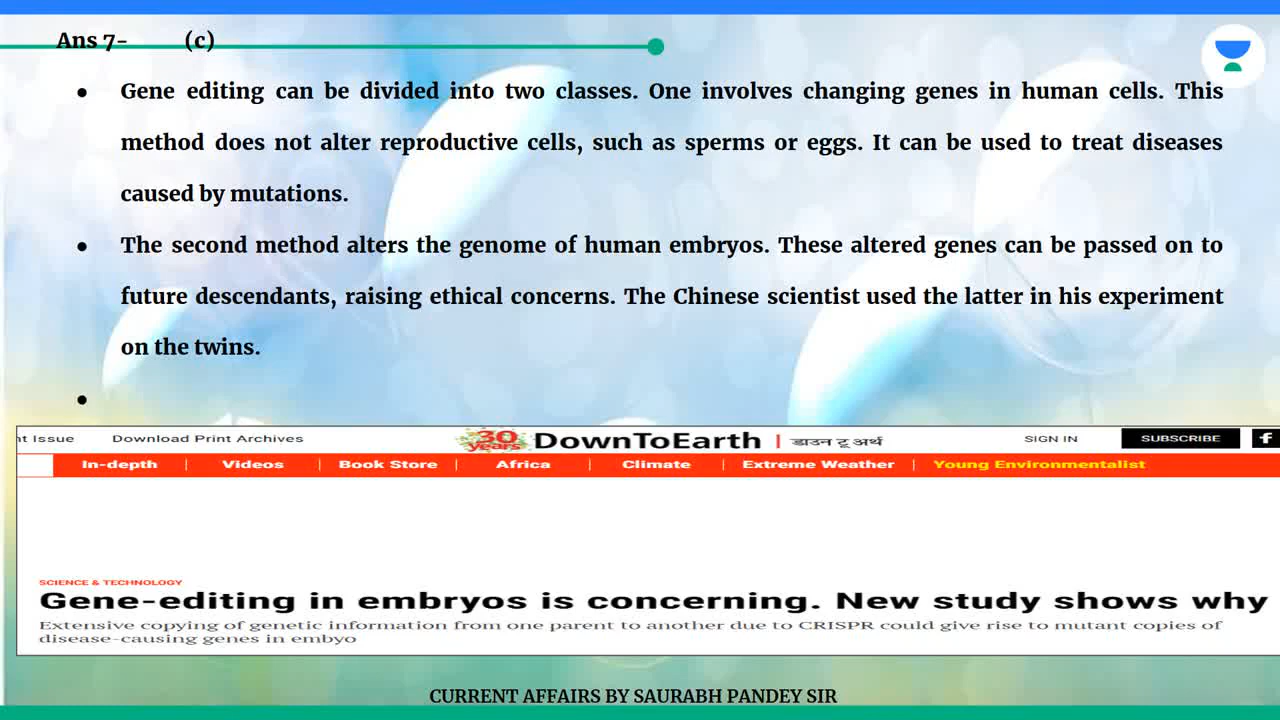 Ans 7- (c)
● Gene editing can be divided into two classes. One involves changing genes in human cells. This
method does not alter reproductive cells, such as sperms or eggs. It can be used to treat diseases
caused by mutations.
● The second method alters the genome of human embryos. These altered genes can be passed on to
future descendants, raising ethical concerns. The Chinese scientist used the latter in his experiment
on the twins.
●
nt Issue Download Print Archives 30 years DownToEarth | डाउन टू अर्थ SIGN IN SUBSCRIBE f
In-depth | Videos | Book Store | Africa | Climate | Extreme Weather | Young Environmentalist
SCIENCE & TECHNOLOGY
Gene-editing in embryos is concerning. New study shows why
Extensive copying of genetic information from one parent to another due to CRISPR could give rise to mutant copies of
disease-causing genes in embyo
CURRENT AFFAIRS BY SAURABH PANDEY SIR